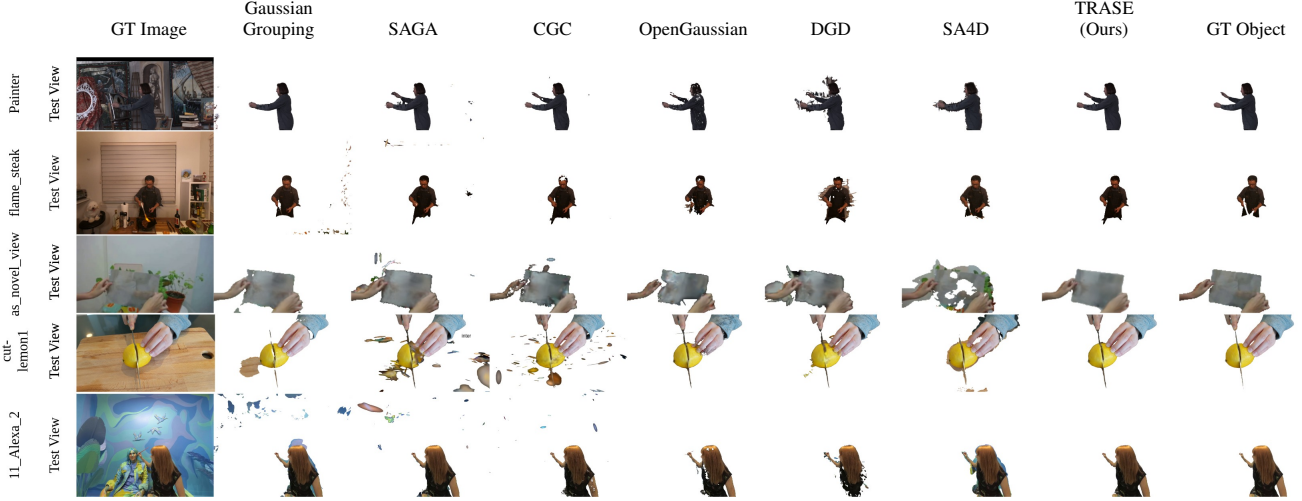 GT Image
Gaussian
Grouping
SAGA
CGC
OpenGaussian
DGD
SA4D
TRASE
(Ours)
GT Object
Painter
Test View
flame_steak
Test View
as_novel_view
Test View
cut-
lemon1
Test View
11_Alexa_2
Test View